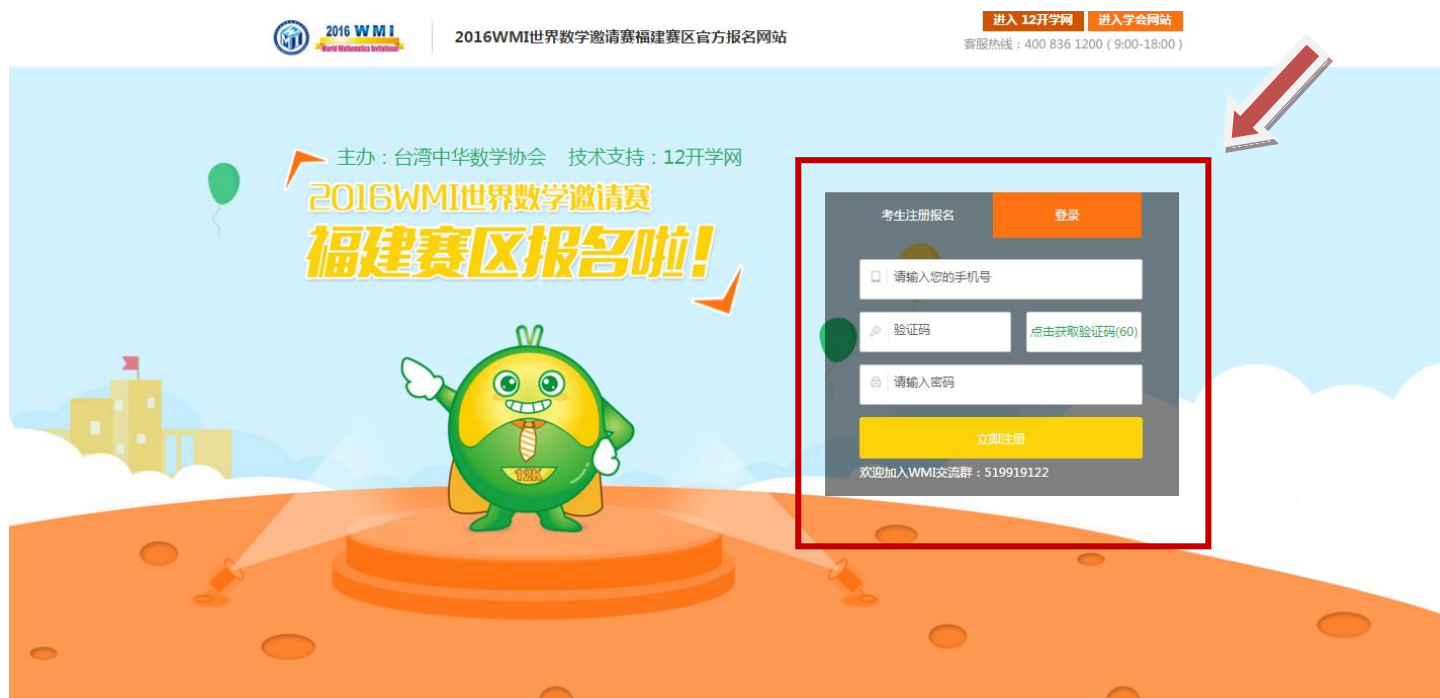 2016 WMI
World Mathematics Invitational
2016WMI世界数学邀请赛福建赛区官方报名网站
进入 12开学网 进入学会网站
客服热线：400 836 1200 ( 9:00-18:00 )
主办：台湾中华数学协会 技术支持：12开学网
2016WMI世界数学邀请赛
福建赛区报名啦！
考生注册报名 登录
请输入您的手机号
验证码 点击获取验证码(60)
请输入密码
立即注册
欢迎加入WMI交流群：519919122
12K